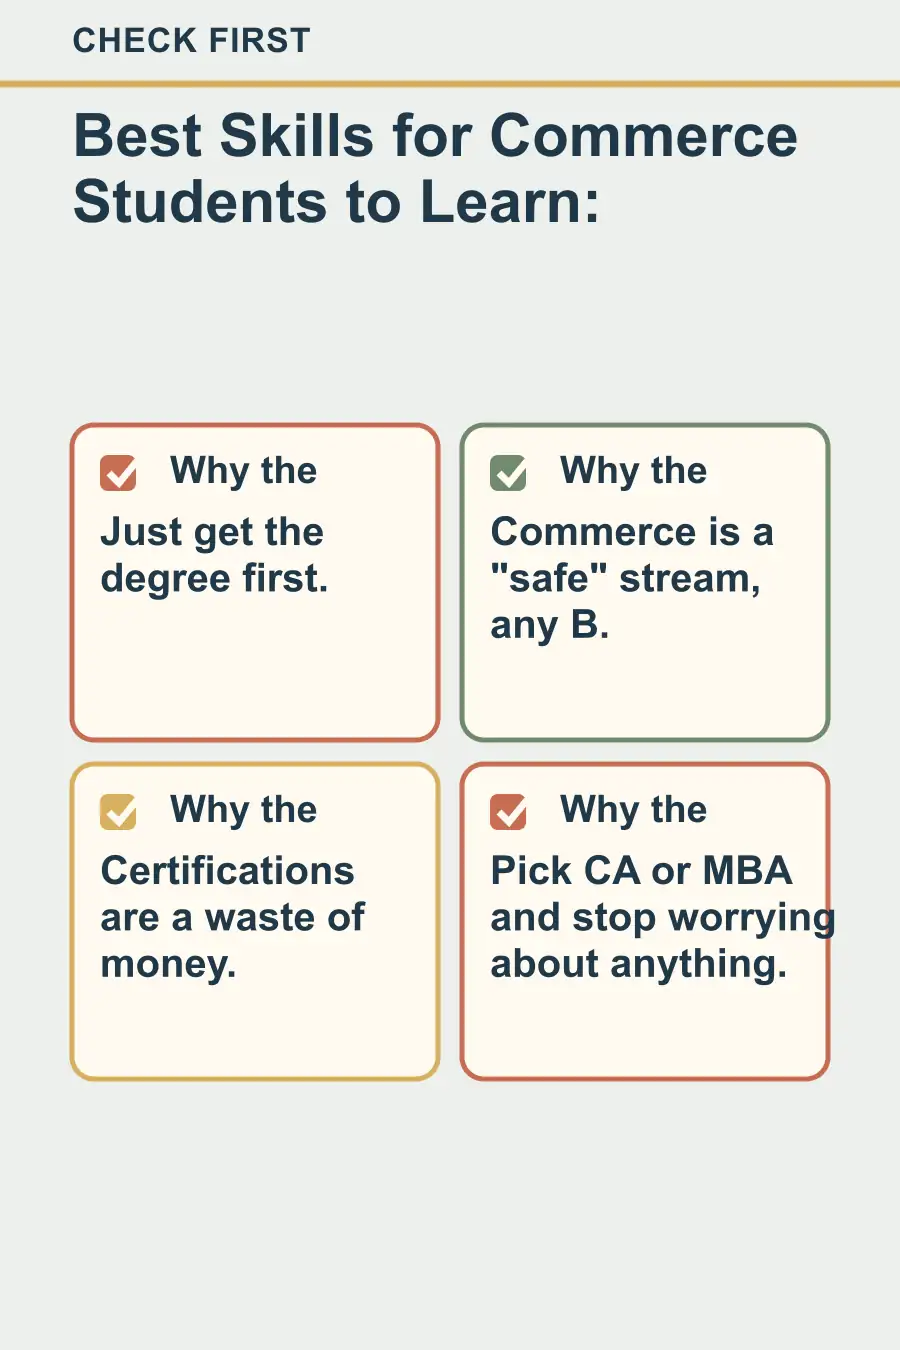 CHECK FIRST
Best Skills for Commerce
Students to Learn:
Why the
Just get the
degree first.
Why the
Commerce is a
"safe" stream,
any B.
Why the
Certifications
are a waste of
money.
Why the
Pick CA or MBA
and stop worrying
about anything.